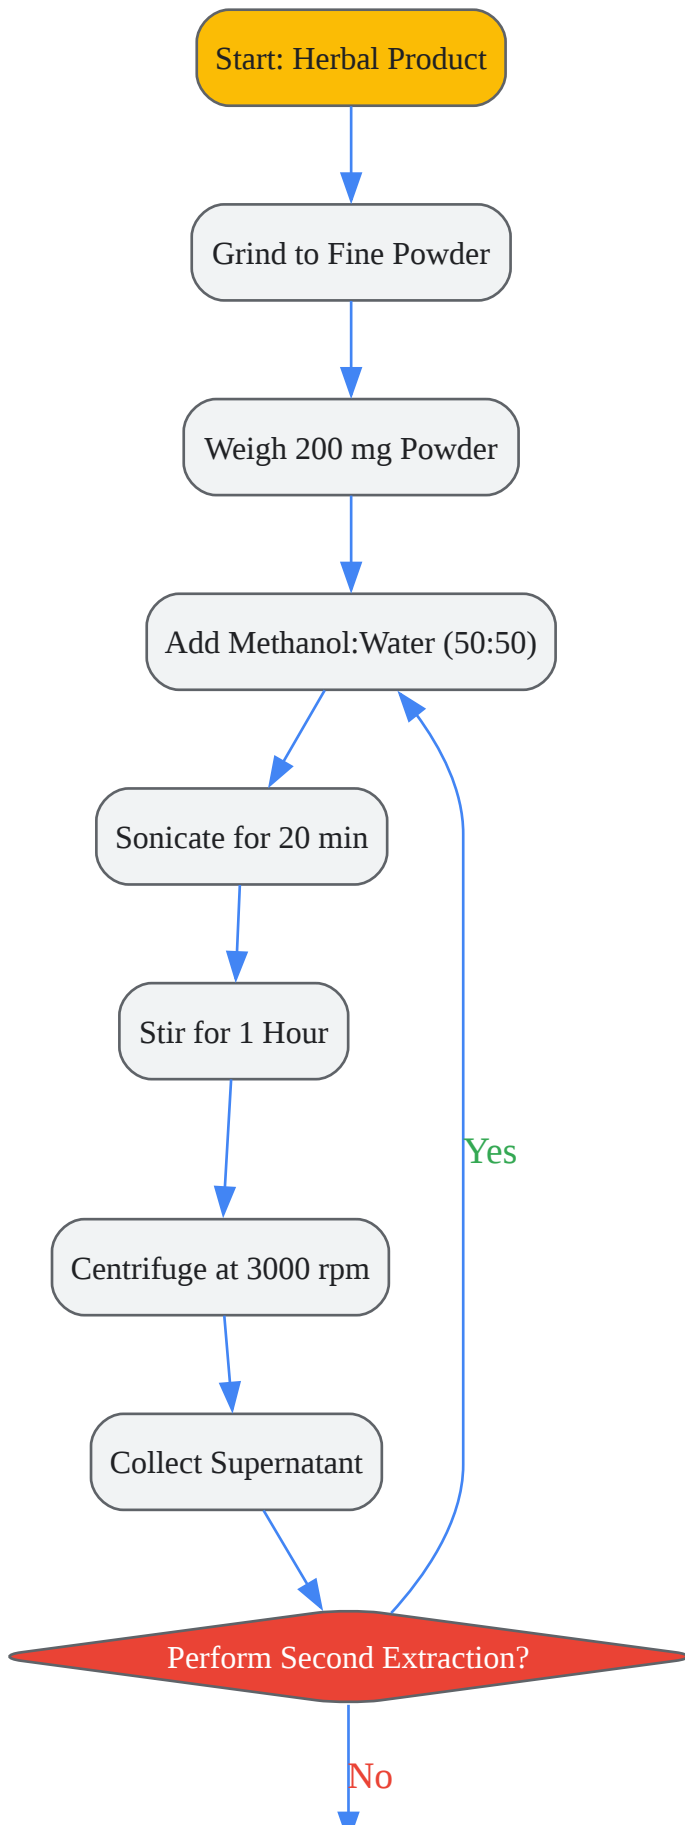 Start: Herbal Product
Grind to Fine Powder
Weigh 200 mg Powder
Add Methanol:Water (50:50)
Sonicate for 20 min
Stir for 1 Hour
Yes
Centrifuge at 3000 rpm
Collect Supernatant
Perform Second Extraction?
No